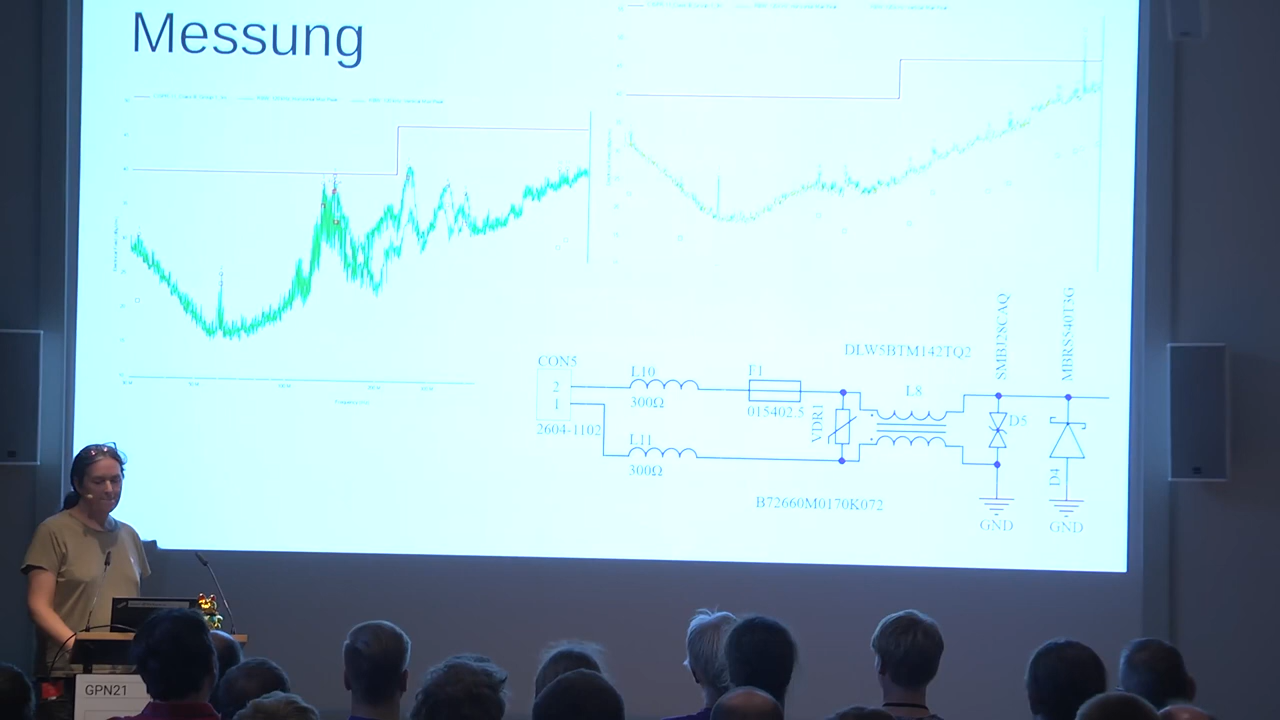 Messung
DLW5BTM142TQ2
SMBJ28CAQ
MBRS540T3G
CON5
2
1
2604-1102
L10
300Ω
F1
015402.5
L11
300Ω
VDR1
L8
D5
D4
B72660M0170K072
GND
GND
GPN21